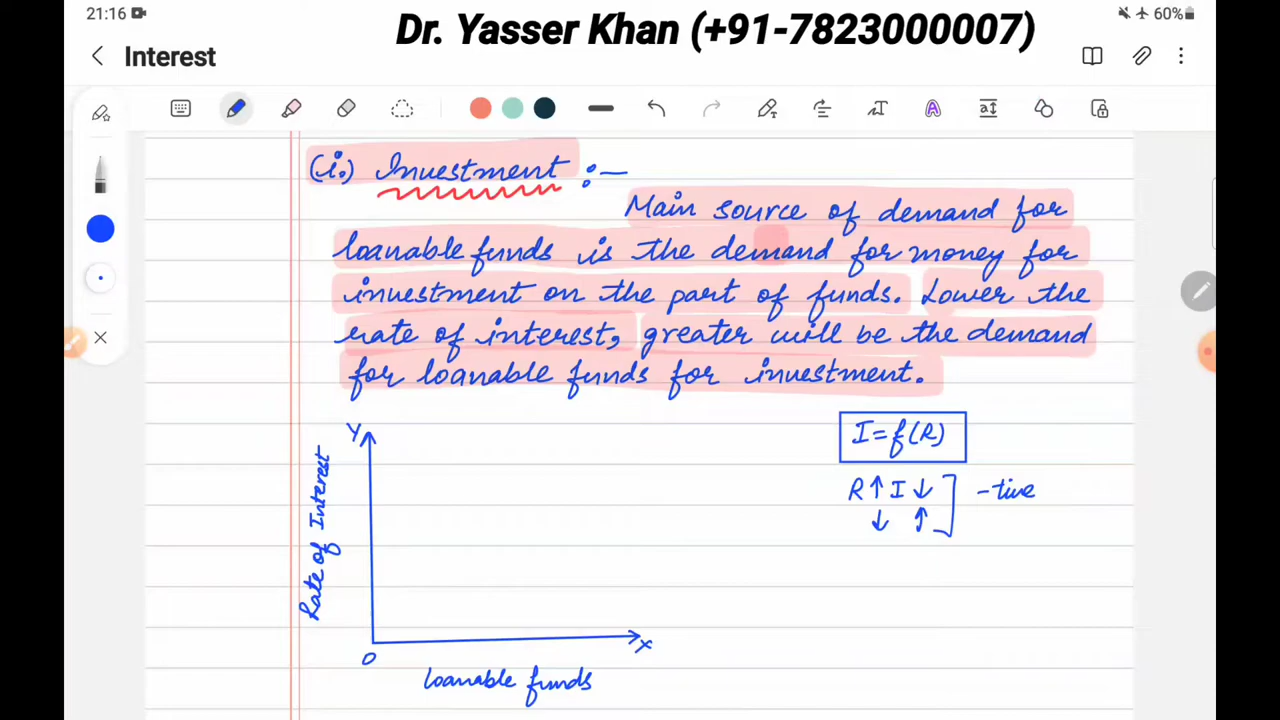 21:16
60%
Dr. Yasser Khan (+91-7823000007)
Interest
(i.) Investment :-
Main source of demand for
loanable funds is the demand for money for
investment on the part of funds. Lower the
rate of interest, greater will be the demand
for loanable funds for investment.
I = f(R)
R ↑ I ↓
↓ ↑
-tive
Y
Rate of Interest
O
X
Loanable funds